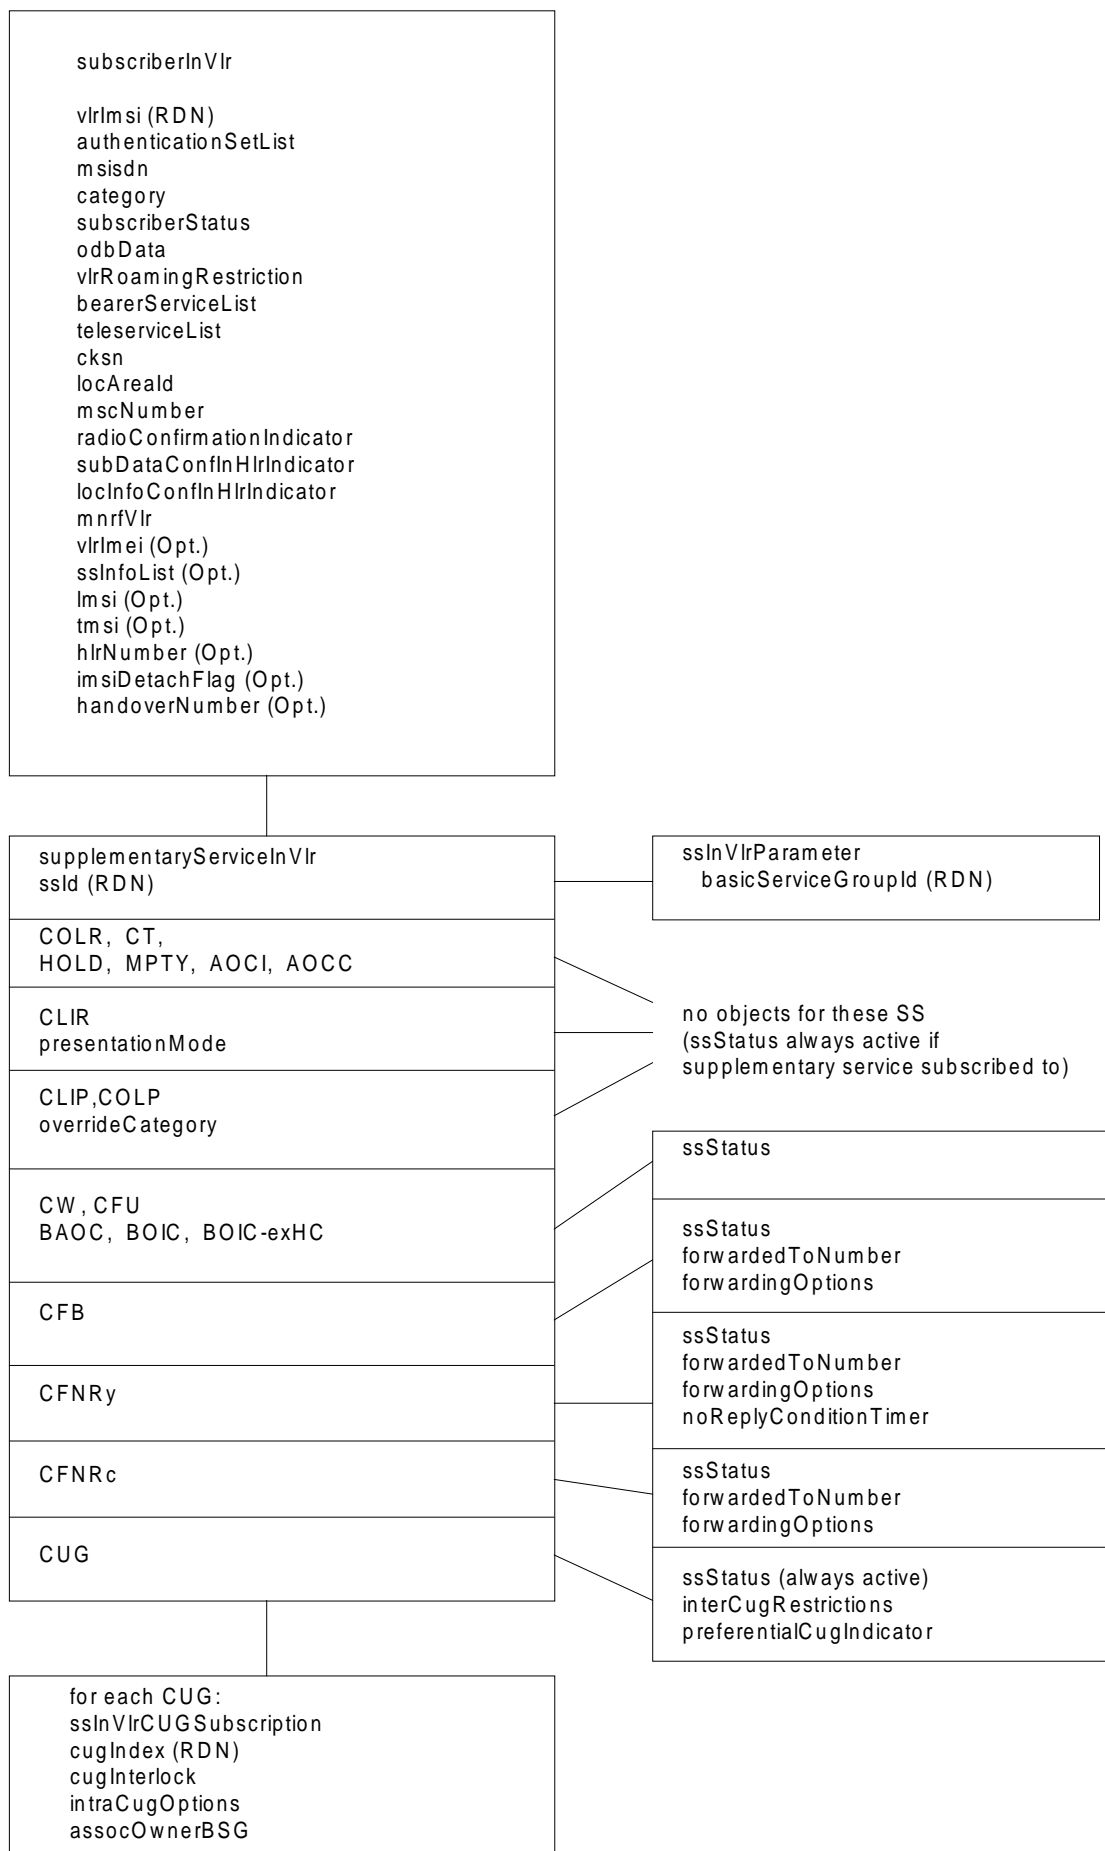 subscriberInVlr
vlrImsi (RDN)
authenticationSetList
msisdn
category
subscriberStatus
odbData
vlrRoamingRestriction
bearerServiceList
teleserviceList
cksn
locAreaId
mscNumber
radioConfirmationIndicator
subDataConfInHlrIndicator
locInfoConfInHlrIndicator
mnrfVlr
vlrImei (Opt.)
ssInfoList (Opt.)
lmsi (Opt.)
tmsi (Opt.)
hlrNumber (Opt.)
imsiDetachFlag (Opt.)
handoverNumber (Opt.)
supplementaryServiceInVlr
ssId (RDN)
ssInVlrParameter
basicServiceGroupId (RDN)
COLR, CT,
HOLD, MPTY, AOCI, AOCC
CLIR
presentationMode
CLIP,COLP
overrideCategory
no objects for these SS
(ssStatus always active if
supplementary service subscribed to)
CW, CFU
BAOC, BOIC, BOIC-exHC
CFB
CFNRy
CFNRc
CUG
ssStatus
ssStatus
forwardedToNumber
forwardingOptions
ssStatus
forwardedToNumber
forwardingOptions
noReplyConditionTimer
ssStatus
forwardedToNumber
forwardingOptions
ssStatus (always active)
interCugRestrictions
preferentialCugIndicator
for each CUG:
ssInVlrCUGSubscription
cugIndex (RDN)
cugInterlock
intraCugOptions
assocOwnerBSG